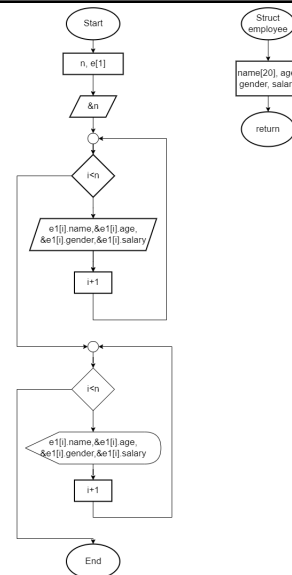 Start
n, e[1]
&n
i<n
e1[i].name,&e1[i].age,
&e1[i].gender,&e1[i].salary
i+1
i<n
e1[i].name,&e1[i].age,
&e1[i].gender,&e1[i].salary
i+1
End
Struct
employee
name[20], age
gender, salar
return